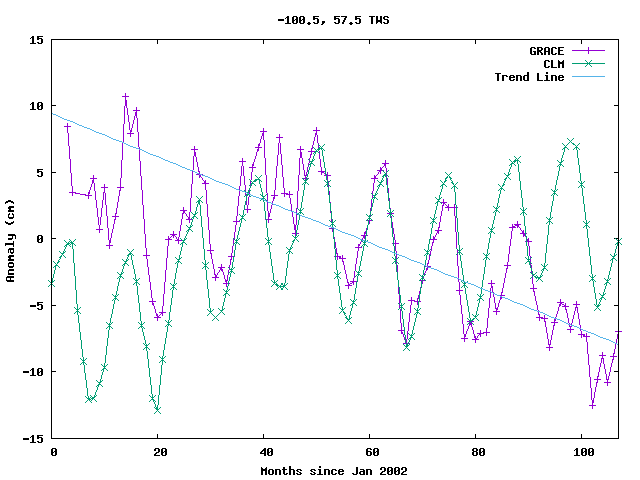 -100.5, 57.5 TWS
GRACE
CLM
Trend Line
15
10
5
0
-5
-10
-15
Anomaly (cm)
0 20 40 60 80 100
Months since Jan 2002